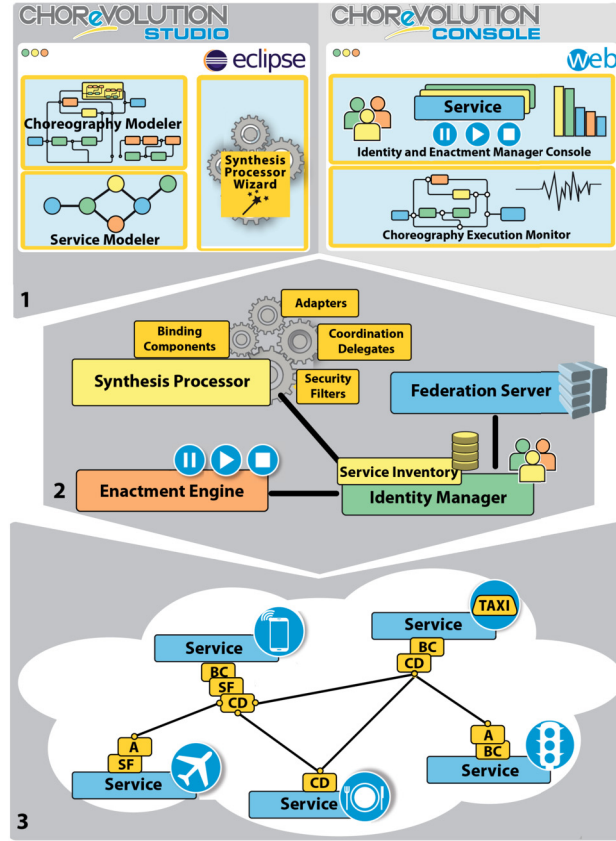 CHOReVOLUTION
STUDIO
CHOReVOLUTION
CONSOLE
eclipse
Web
Choreography Modeler
Service Modeler
Synthesis
Processor
Wizard
Service
Identity and Enactment Manager Console
Choreography Execution Monitor
1
Adapters
Binding
Components
Coordination
Delegates
Synthesis Processor
Security
Filters
Federation Server
Service Inventory
2
Enactment Engine
Identity Manager
TAXI
Service
Service
BC
SF
CD
BC
CD
A
SF
Service
A
BC
Service
CD
Service
3